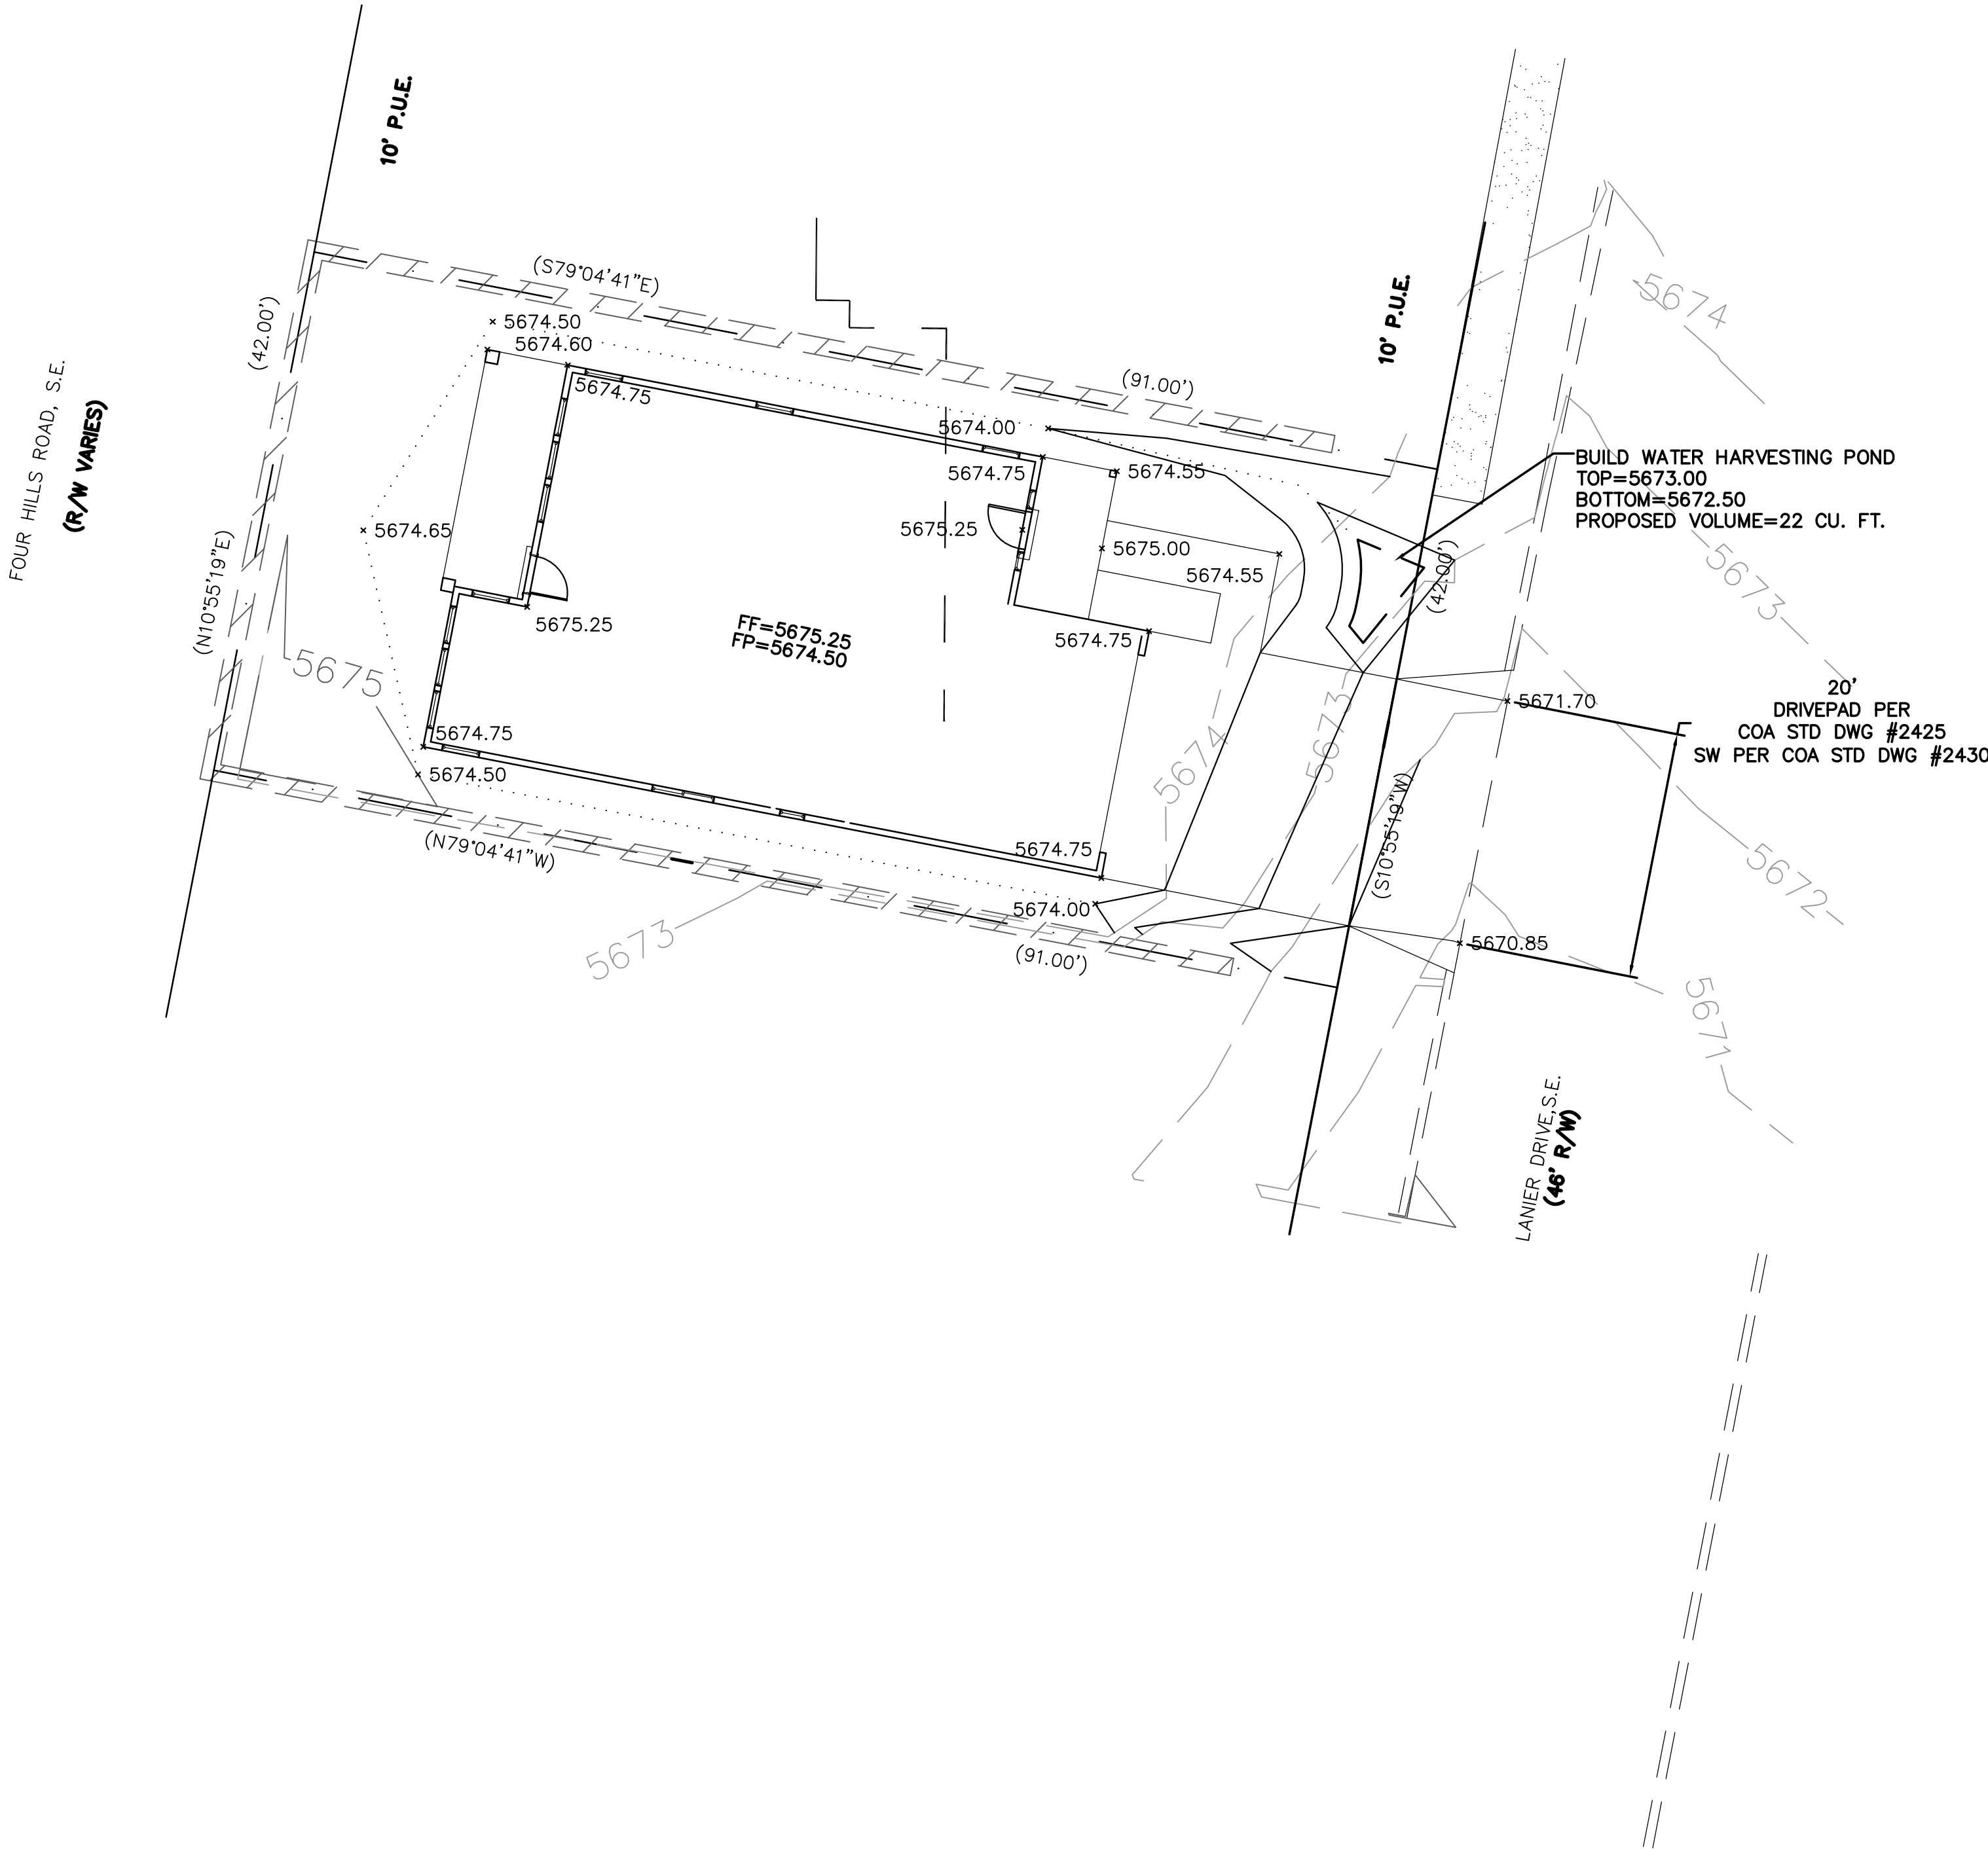 10' P.U.E.
FOUR HILLS ROAD, S.E.
(R/W VARIES)
(42.00')
(N10°55'19"E)
(S79°04'41"E)
(91.00')
10' P.U.E.
5674.50
5674.60
5674.75
5674.00
5674.75
5674.55
5675.25
5675.00
5674.55
5674.65
5675.25
FF=5675.25
FP=5674.50
5674.75
5675
5674.75
5674.50
(N79°04'41"W)
5674.75
5674.00
(91.00')
5673
5674
5673
BUILD WATER HARVESTING POND
TOP=5673.00
BOTTOM=5672.50
PROPOSED VOLUME=22 CU. FT.
(42.00')
5674
5673
5671.70
20'
DRIVEPAD PER
COA STD DWG #2425
SW PER COA STD DWG #2430
(S10°55'19"W)
5672
5670.85
5671
LANIER DRIVE,S.E.
(46' R/W)